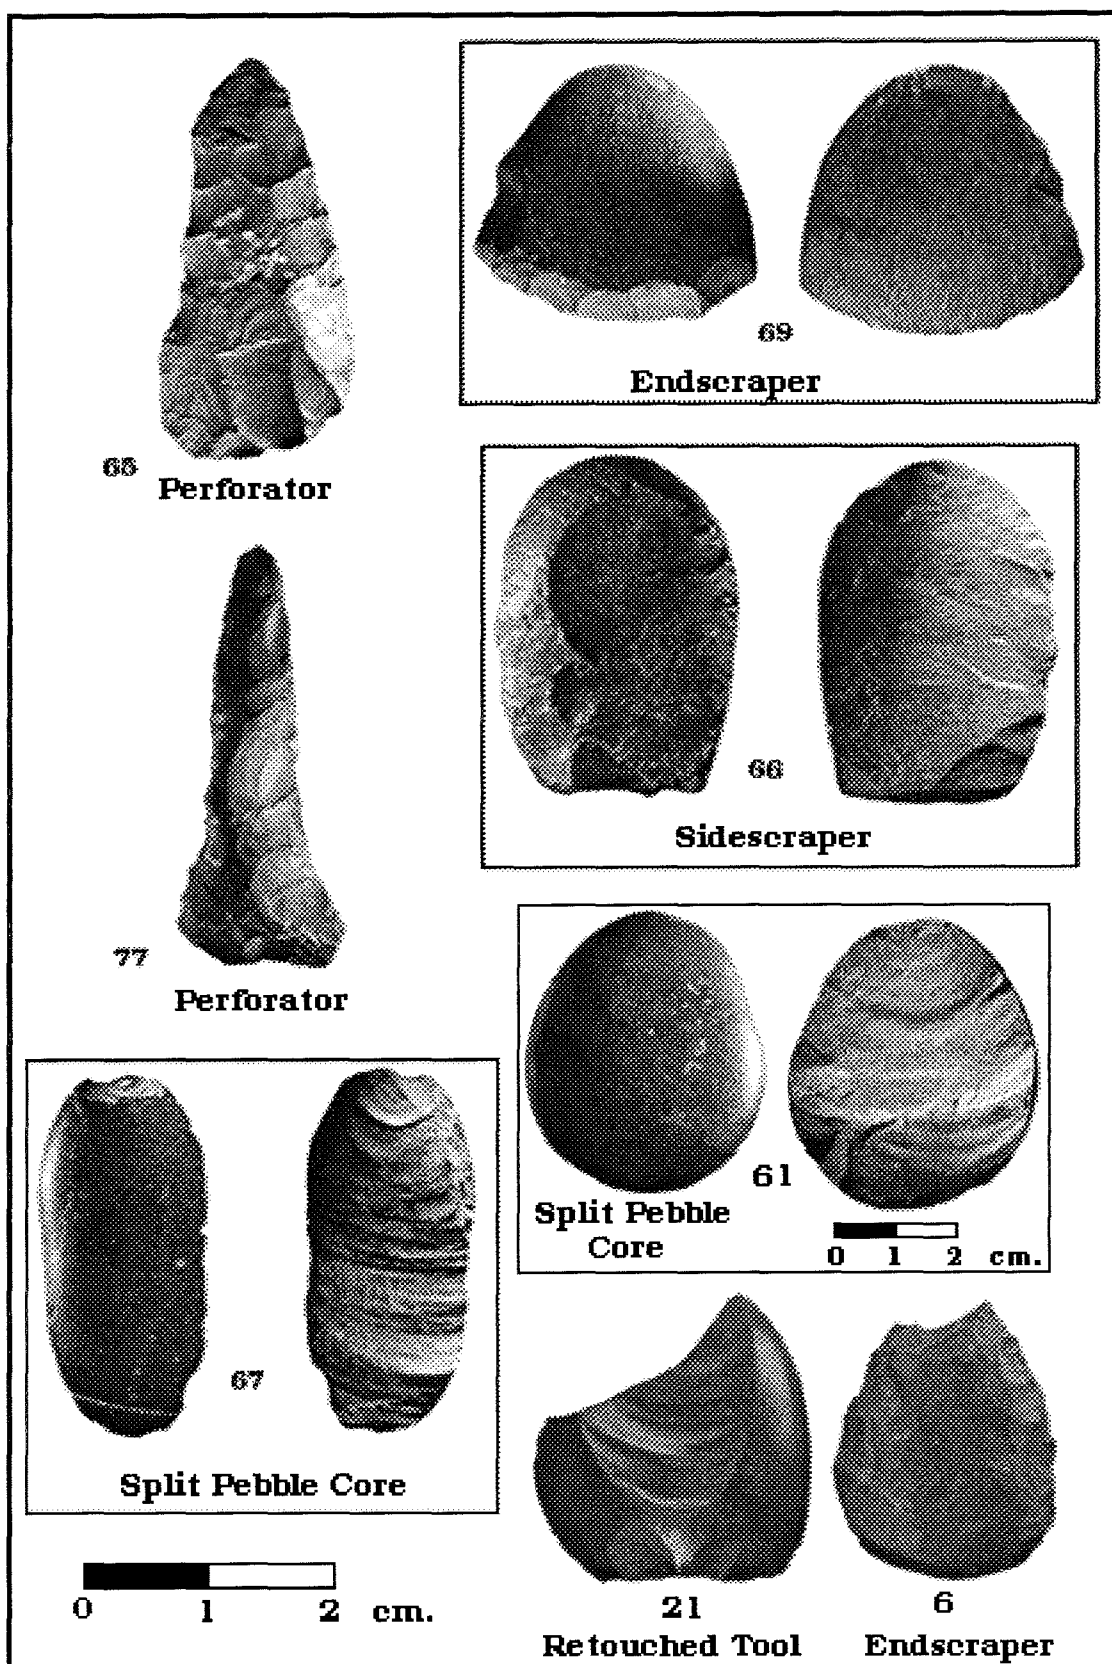 65
Perforator
69
Endscraper
66
Sidescraper
77
Perforator
61
Split Pebble
Core
0 1 2 cm.
67
Split Pebble Core
0 1 2 cm.
21
Retouched Tool
6
Endscraper